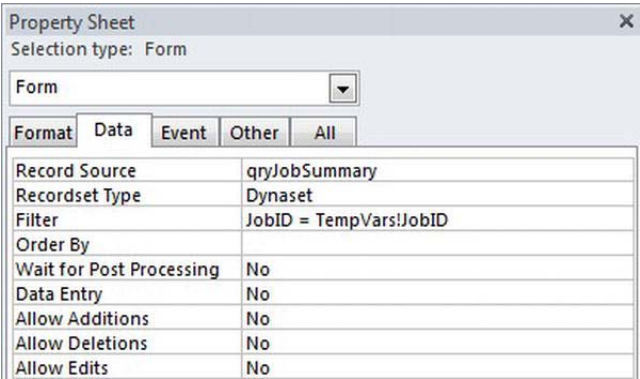 Property Sheet
Selection type: Form
Form
Format Data Event Other All
Record Source qryJobSummary
Recordset Type Dynaset
Filter JobID = TempVars!JobID
Order By
Wait for Post Processing No
Data Entry No
Allow Additions No
Allow Deletions No
Allow Edits No